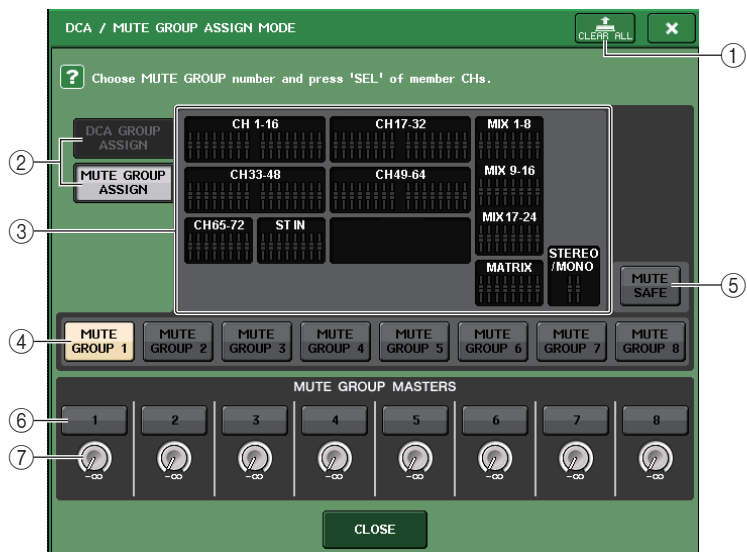 DCA / MUTE GROUP ASSIGN MODE
CLEAR ALL
①
? Choose MUTE GROUP number and press 'SEL' of member CHs.
②
DCA GROUP
ASSIGN
MUTE GROUP
ASSIGN
③
CH 1-16
CH17-32
MIX 1-8
CH33-48
CH49-64
MIX 9-16
CH65-72
ST IN
MIX 17-24
MATRIX
STEREO
/MONO
MUTE
SAFE
⑤
④
MUTE
GROUP 1
MUTE
GROUP 2
MUTE
GROUP 3
MUTE
GROUP 4
MUTE
GROUP 5
MUTE
GROUP 6
MUTE
GROUP 7
MUTE
GROUP 8
MUTE GROUP MASTERS
⑥
1 2 3 4 5 6 7 8
⑦
-∞ -∞ -∞ -∞ -∞ -∞ -∞ -∞
CLOSE